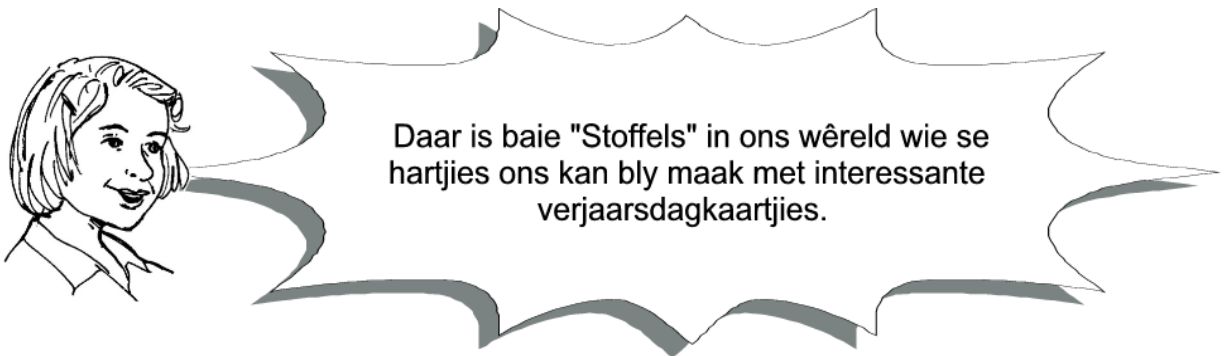 Daar is baie "Stoffels" in ons wêreld wie se
hartjies ons kan bly maak met interessante
verjaarsdagkaartjies.